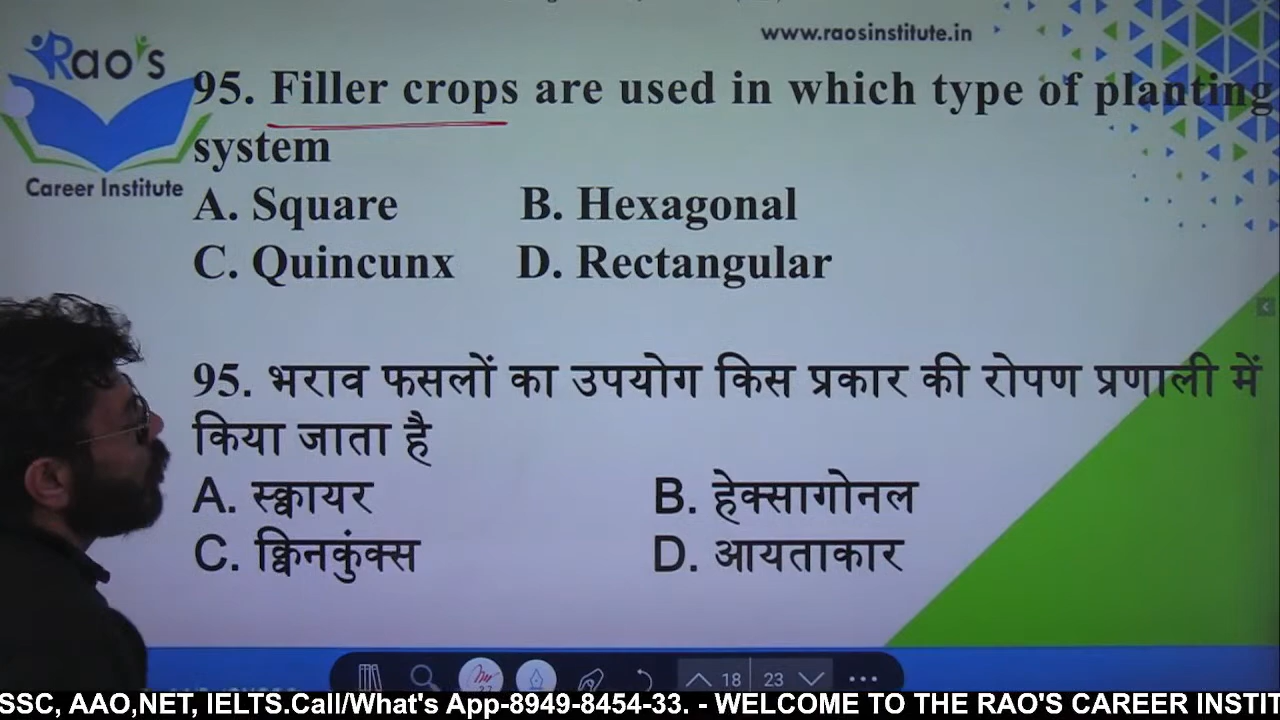 www.raosinstitute.in
Rao's
Career Institute
95. Filler crops are used in which type of planting
system
A. Square B. Hexagonal
C. Quincunx D. Rectangular
95. भराव फसलों का उपयोग किस प्रकार की रोपण प्रणाली में
किया जाता है
A. स्क्वायर B. हेक्सागोनल
C. क्विनकुंक्स D. आयताकार
18 23
SSC, AAO,NET, IELTS.Call/What's App-8949-8454-33. - WELCOME TO THE RAO'S CAREER INSTIT